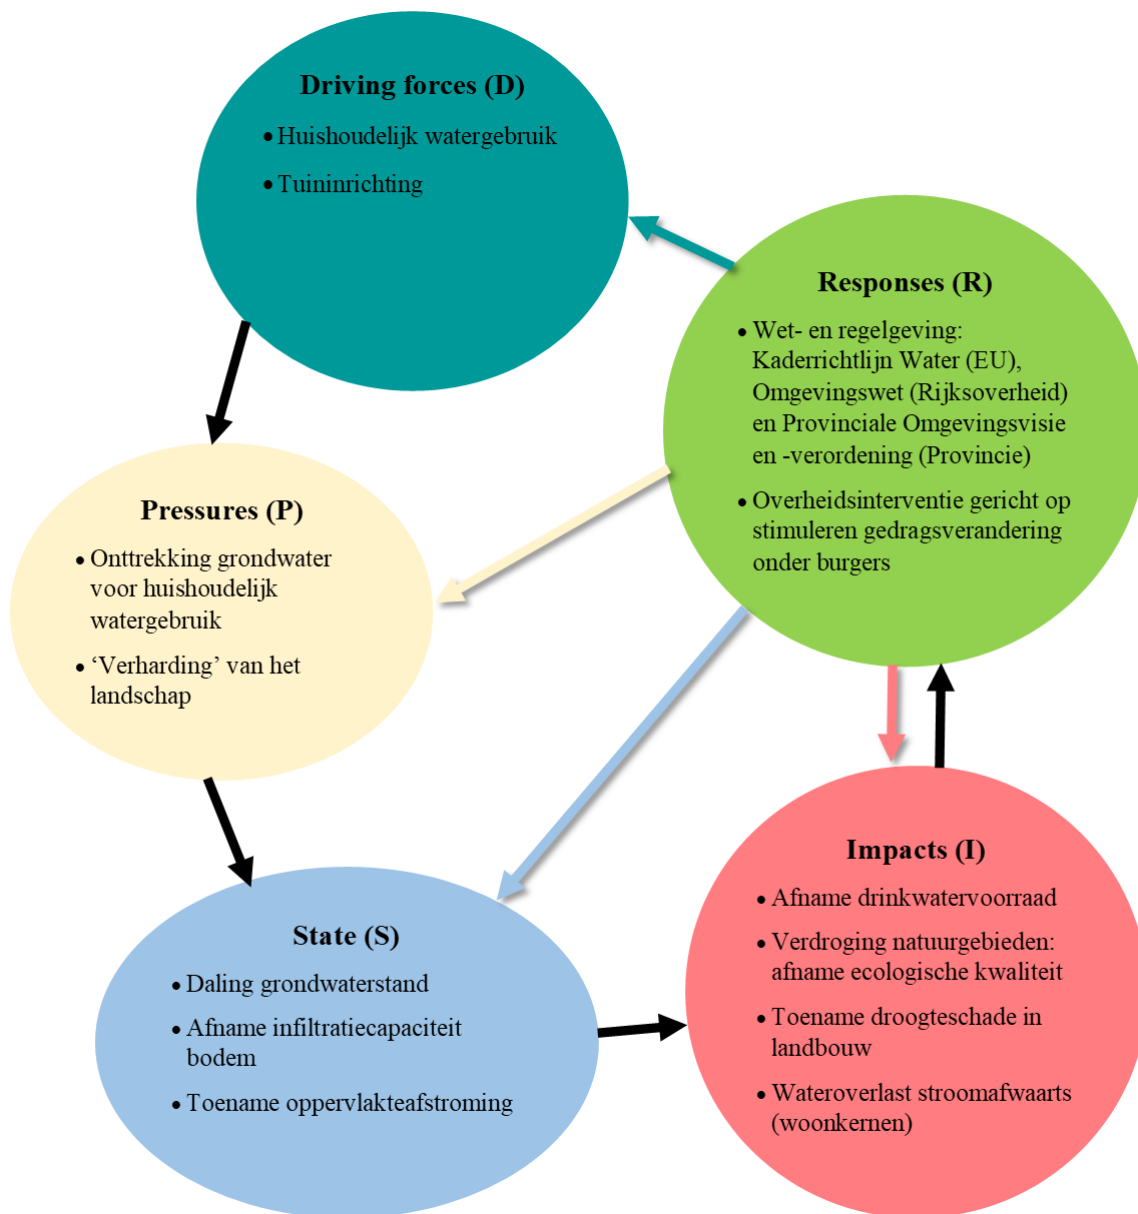 Driving forces (D)
• Huishoudelijk watergebruik
• Tuininrichting
Responses (R)
• Wet- en regelgeving:
Kaderrichtlijn Water (EU),
Omgevingswet (Rijksoverheid)
en Provinciale Omgevingsvisie
en -verordening (Provincie)
• Overheidsinterventie gericht op
stimuleren gedragsverandering
onder burgers
Pressures (P)
• Onttrekking grondwater
voor huishoudelijk
watergebruik
• ‘Verharding’ van het
landschap
State (S)
• Daling grondwaterstand
• Afname infiltratiecapaciteit
bodem
• Toename oppervlakteafstroming
Impacts (I)
• Afname drinkwatervoorraad
• Verdroging natuurgebieden:
afname ecologische kwaliteit
• Toename droogteschade in
landbouw
• Wateroverlast stroomafwaarts
(woonkernen)